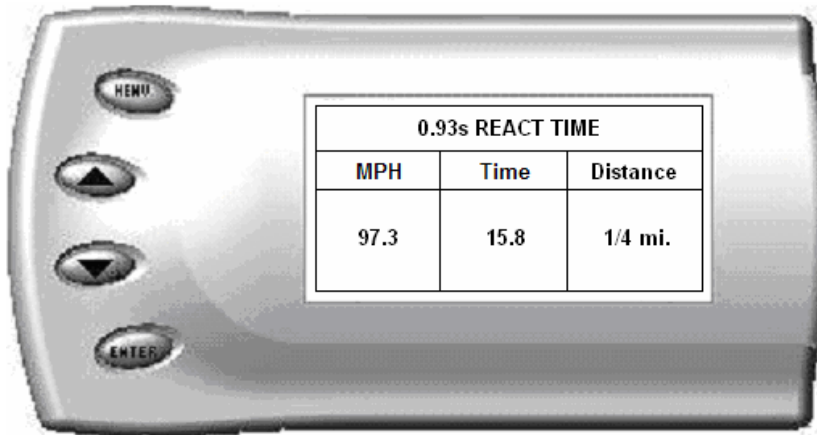 MENU
0.93s REACT TIME
MPH Time Distance
97.3 15.8 1/4 mi.
ENTER